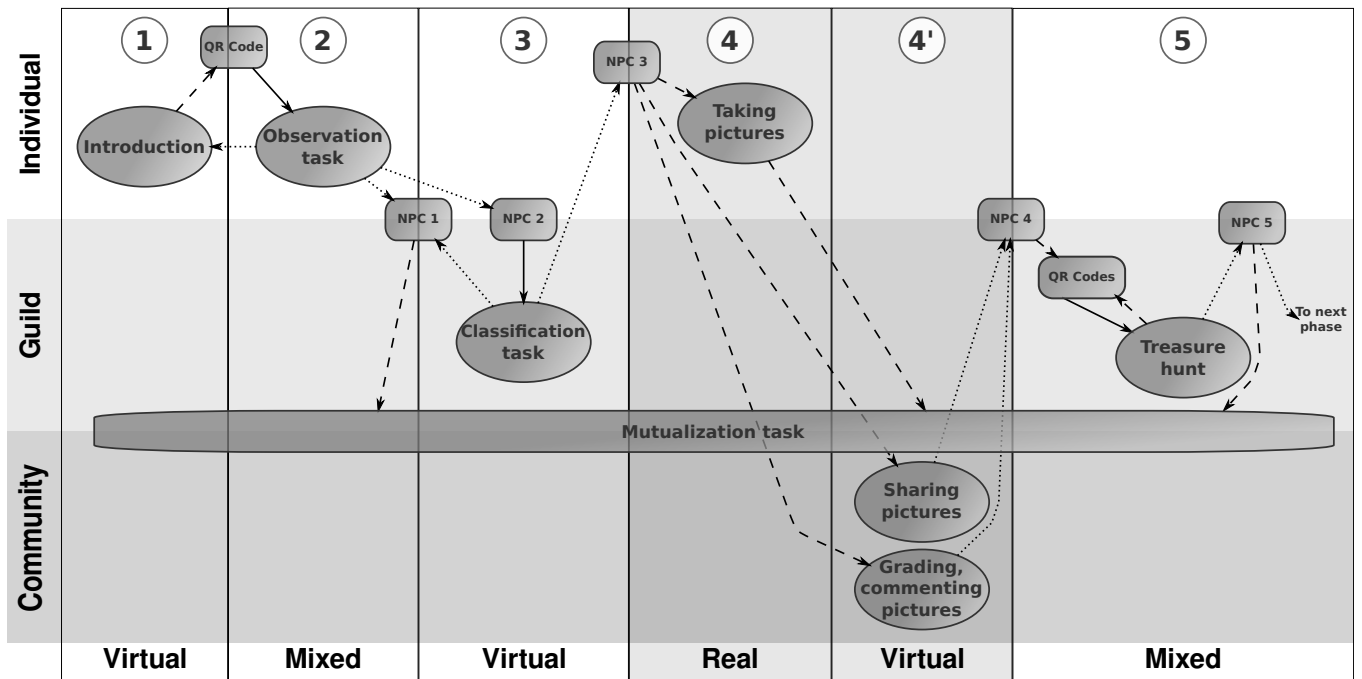 1
2
3
4
4'
5
QR Code
NPC 3
Individual
Introduction
Observation
task
Taking
pictures
NPC 1
NPC 2
NPC 4
NPC 5
Guild
QR Codes
Classification
task
Treasure
hunt
To next
phase
Mutualization task
Community
Sharing
pictures
Grading,
commenting
pictures
Virtual
Mixed
Virtual
Real
Virtual
Mixed